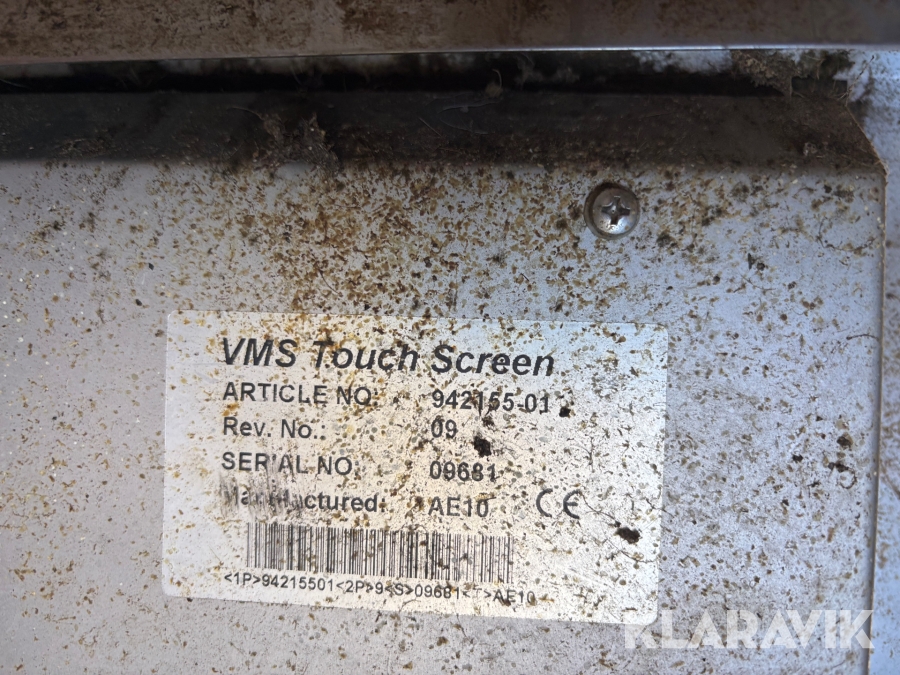 VMS Touch Screen
ARTICLE NO: 942155-01
Rev. No.: 09
SERIAL NO. 09681
Manufactured: AE10 CE
<1P>94215501<2P>9<S>09681<T>AE10
KLARAVIK